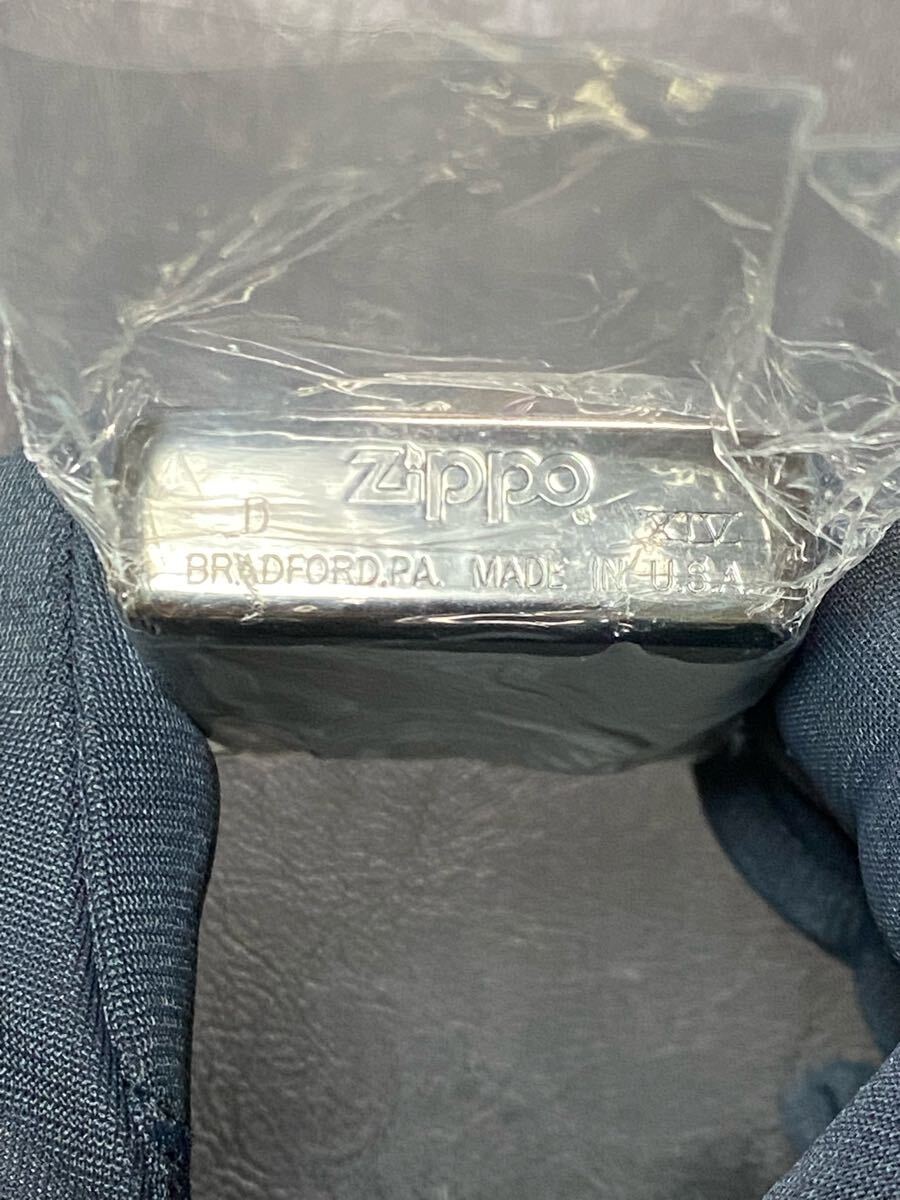 Zippo®
D XIV
BRADFORD,PA. MADE IN U.S.A